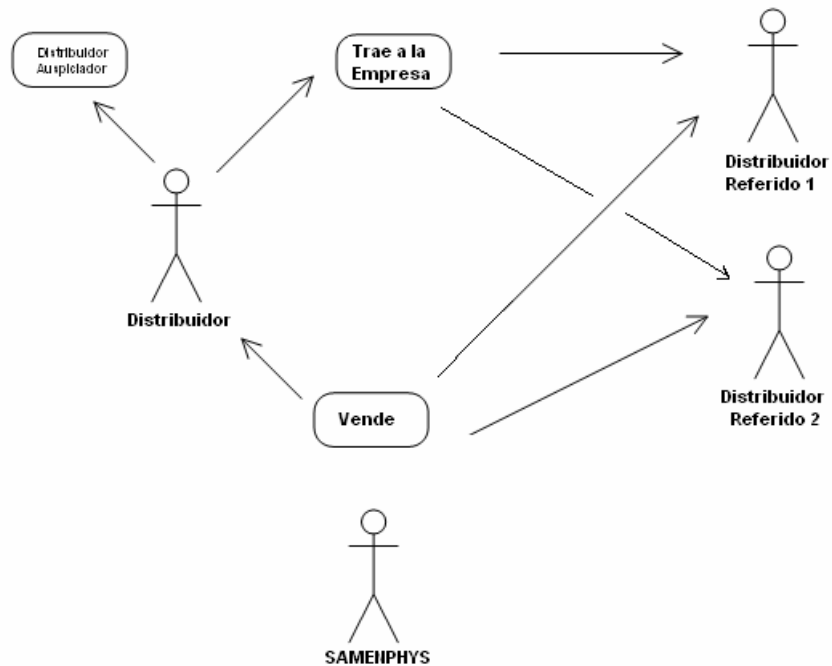 Distribuidor
Auspiciador
Trae a la
Empresa
Distribuidor
Referido 1
Distribuidor
Distribuidor
Referido 2
Vende
SAMENPHYS